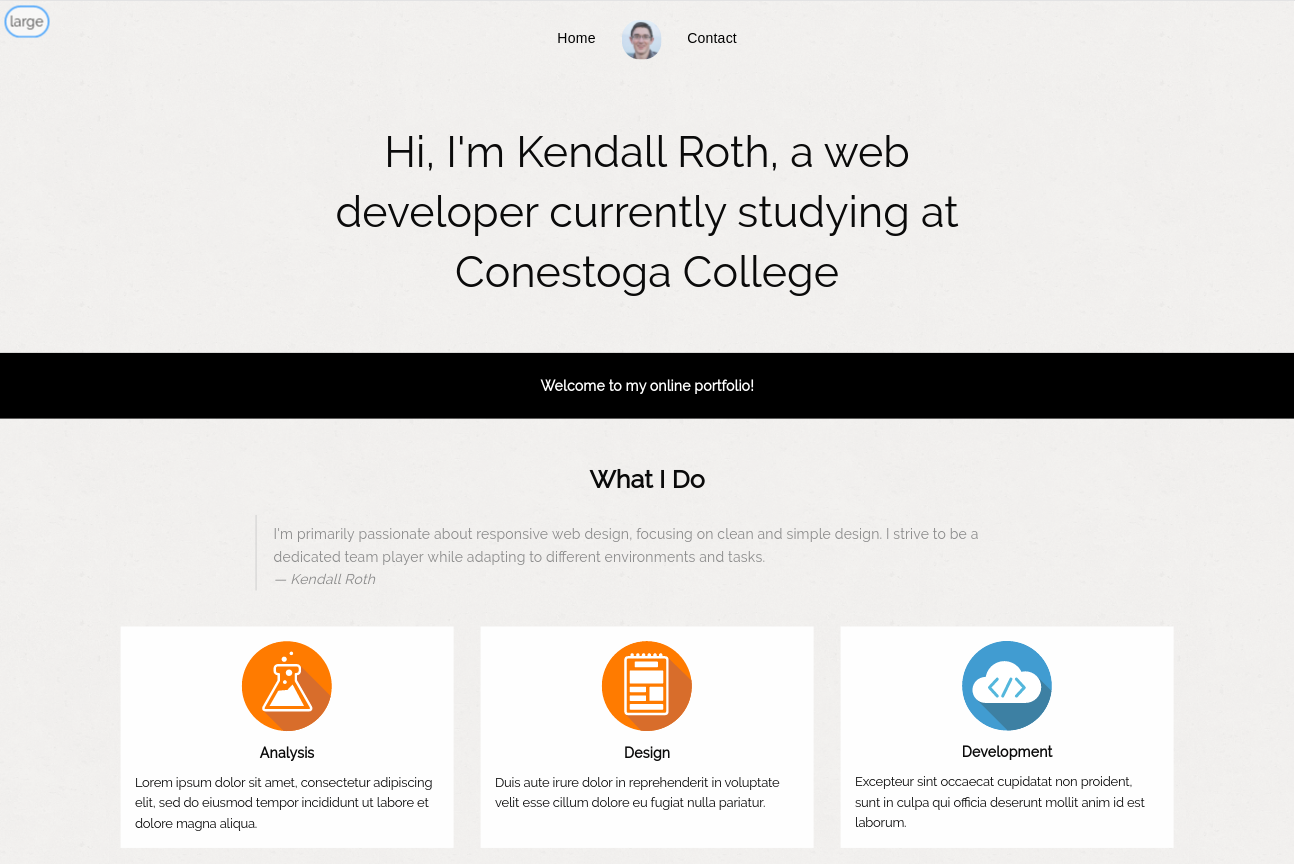 large
Home
Contact
Hi, I'm Kendall Roth, a web
developer currently studying at
Conestoga College
Welcome to my online portfolio!
What I Do
I'm primarily passionate about responsive web design, focusing on clean and simple design. I strive to be a
dedicated team player while adapting to different environments and tasks.
— Kendall Roth
Analysis
Lorem ipsum dolor sit amet, consectetur adipiscing
elit, sed do eiusmod tempor incididunt ut labore et
dolore magna aliqua.
Design
Duis aute irure dolor in reprehenderit in voluptate
velit esse cillum dolore eu fugiat nulla pariatur.
Development
Excepteur sint occaecat cupidatat non proident,
sunt in culpa qui officia deserunt mollit anim id est
laborum.